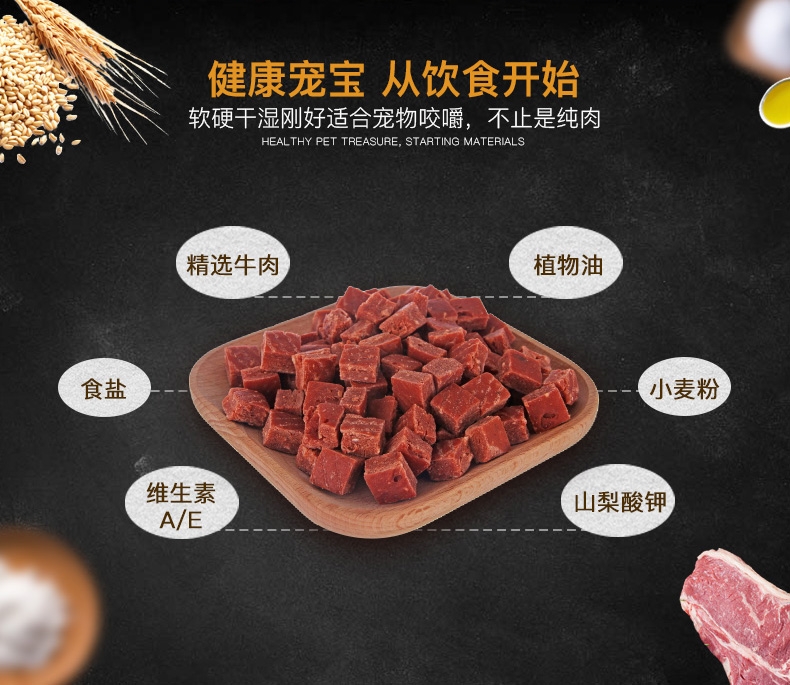 健康宠宝 从饮食开始
软硬干湿刚好适合宠物咬嚼，不止是纯肉
HEALTHY PET TREASURE, STARTING MATERIALS
精选牛肉
植物油
食盐
小麦粉
维生素
A/E
山梨酸钾